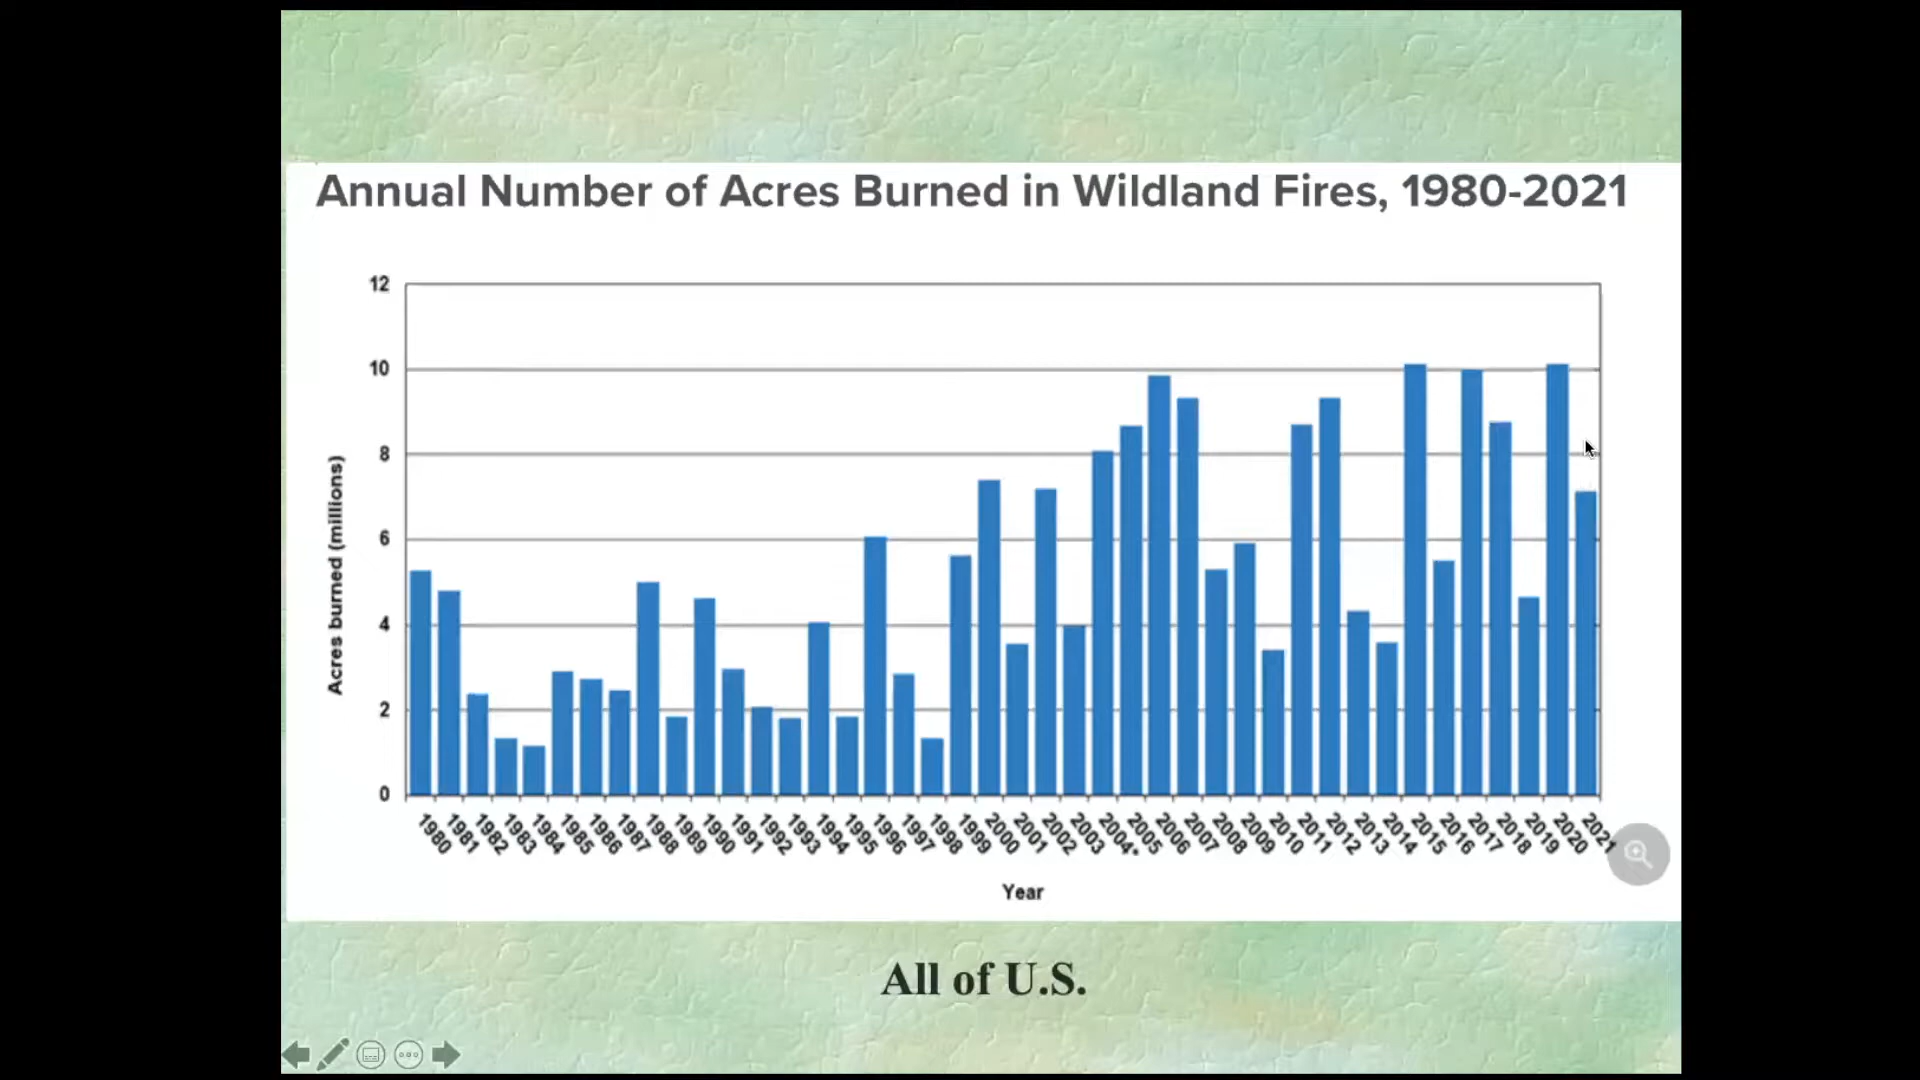 Annual Number of Acres Burned in Wildland Fires, 1980-2021
12
10
8
6
4
2
0
Acres burned (millions)
1980 1981 1982 1983 1984 1985 1986 1987 1988 1989 1990 1991 1992 1993 1994 1995 1996 1997 1998 1999 2000 2001 2002 2003 2004* 2005 2006 2007 2008 2009 2010 2011 2012 2013 2014 2015 2016 2017 2018 2019 2020 2021
Year
All of U.S.